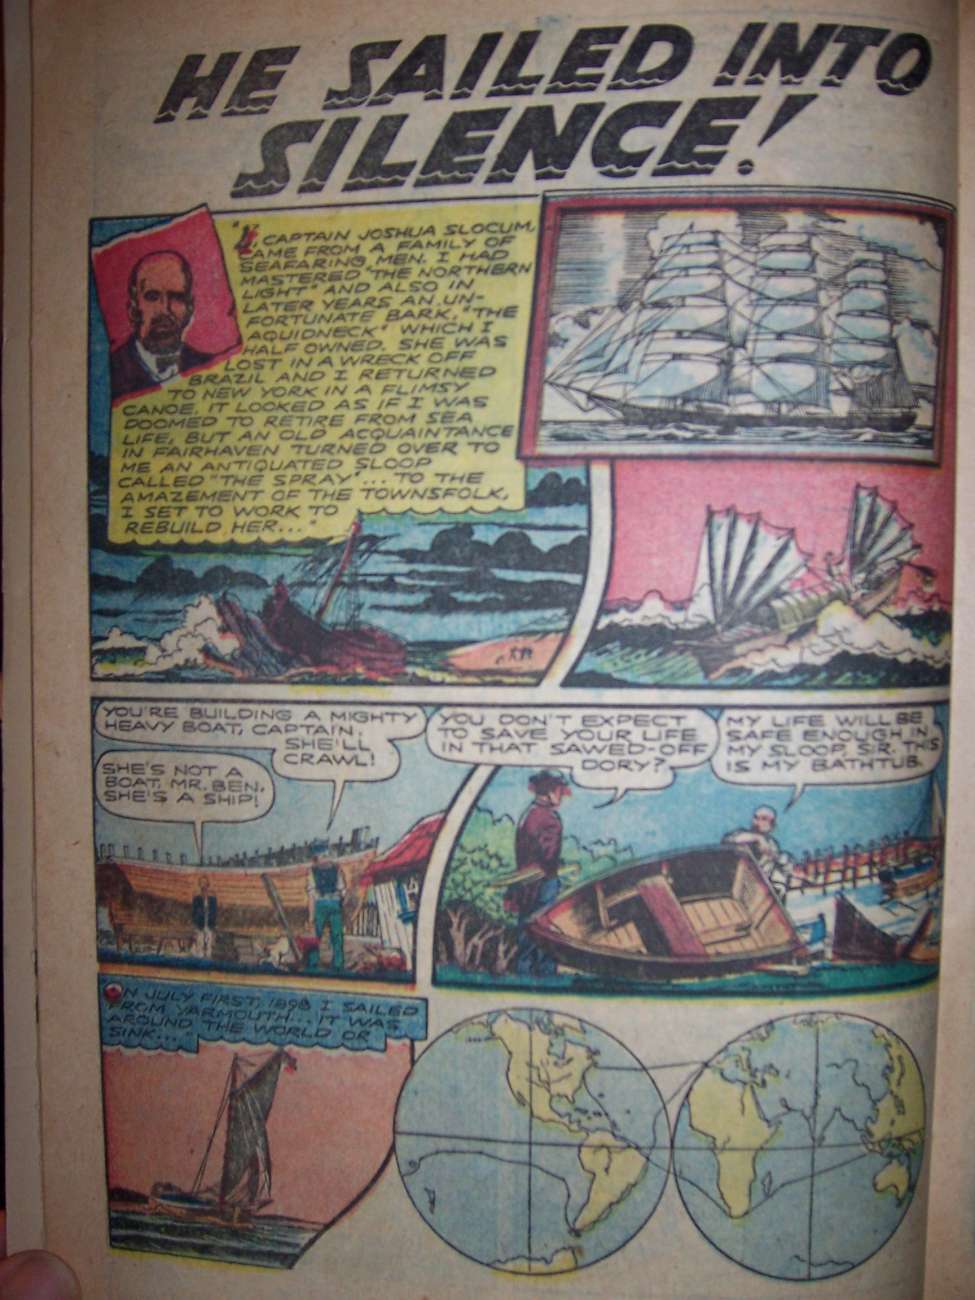 HE SAILED INTO
SILENCE!
"I, CAPTAIN JOSHUA SLOCUM,
CAME FROM A FAMILY OF
SEAFARING MEN. I HAD
MASTERED "THE NORTHERN
LIGHT" AND ALSO IN
LATER YEARS AN UN-
FORTUNATE BARK, "THE
AQUIDNECK" WHICH I
HALF OWNED. SHE WAS
LOST IN A WRECK OFF
BRAZIL AND I RETURNED
TO NEW YORK IN A FLIMSY
CANOE. IT LOOKED AS IF I WAS
DOOMED TO RETIRE FROM SEA
LIFE, BUT AN OLD ACQUAINTANCE
IN FAIRHAVEN TURNED OVER TO
ME AN ANTIQUATED SLOOP
CALLED "THE SPRAY"... TO THE
AMAZEMENT OF THE TOWNSFOLK,
I SET TO WORK TO
REBUILD HER..."
YOU'RE BUILDING A MIGHTY
HEAVY BOAT, CAPTAIN.
SHE'LL
CRAWL!
SHE'S NOT A
BOAT, MR. BEN,
SHE'S A SHIP!
YOU DON'T EXPECT
TO SAVE YOUR LIFE
IN THAT SAWED-OFF
DORY?
MY LIFE WILL BE
SAFE ENOUGH IN
MY SLOOP, SIR. THIS
IS MY BATHTUB.
ON JULY FIRST, I SAILED
FROM YARMOUTH... IT WAS
AROUND THE WORLD OR
SINK...."